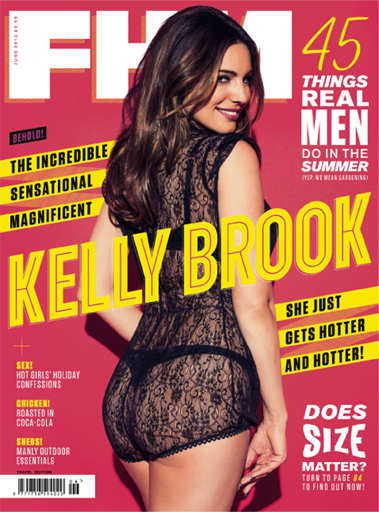 FHM
JUNE 2013 £3.99
45
THINGS
REAL
MEN
DO IN THE
SUMMER
(YEP, WE MEAN GARDENING)
BEHOLD!
THE INCREDIBLE
SENSATIONAL
MAGNIFICENT
KELLY BROOK
SHE JUST
GETS HOTTER
AND HOTTER!
SEX!
HOT GIRLS' HOLIDAY
CONFESSIONS
CHICKEN!
ROASTED IN
COCA-COLA
SHEDS!
MANLY OUTDOOR
ESSENTIALS
TRAVEL EDITION
DOES
SIZE
MATTER?
TURN TO PAGE 84
TO FIND OUT NOW!